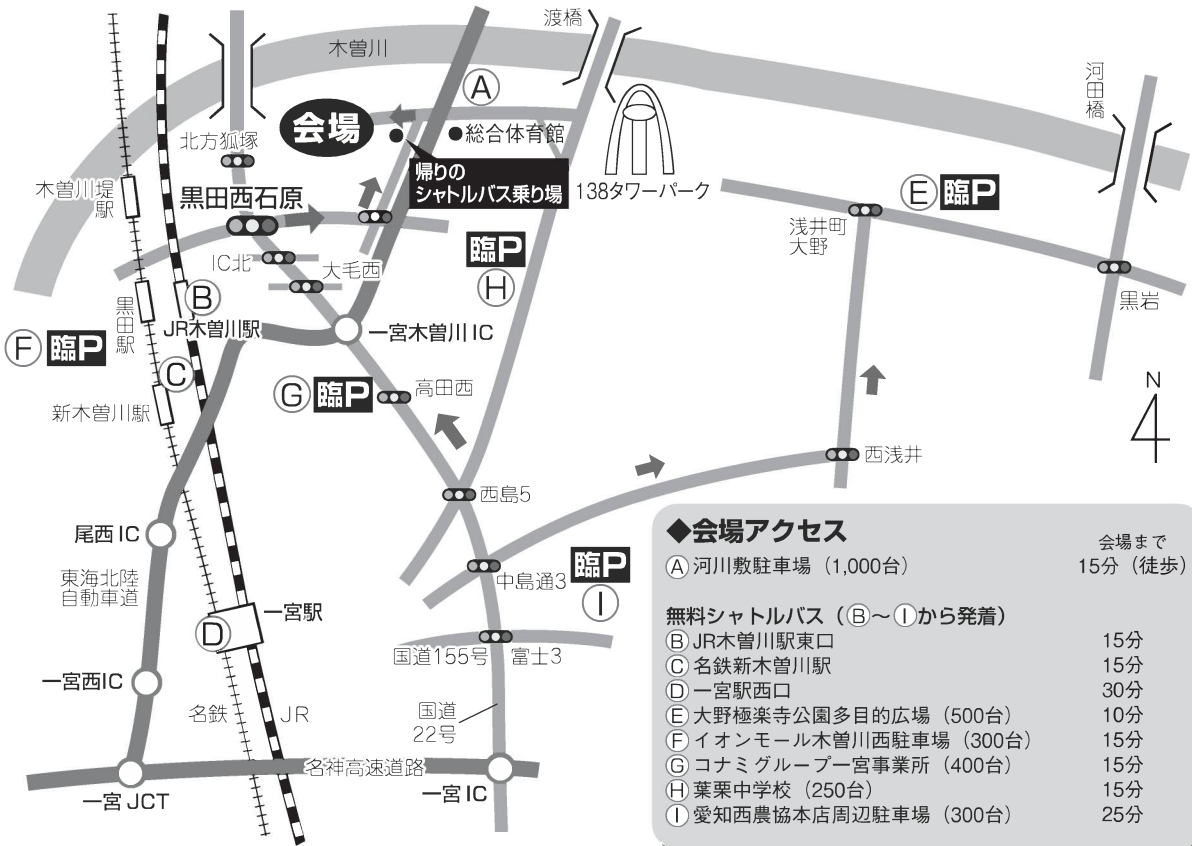 渡橋
木曽川
河田橋
Ⓐ
会場
●総合体育館
北方狐塚
帰りの
シャトルバス乗り場
138タワーパーク
木曽川堤
駅
黒田西石原
Ⓔ 臨P
浅井町
大野
臨P
Ⓗ
IC北
大毛西
黒岩
Ⓑ
黒田駅
JR木曽川駅
一宮木曽川 IC
Ⓕ 臨P
Ⓒ
N
Ⓖ 臨P
高田西
新木曽川駅
西浅井
西島5
尾西 IC
中島通3
臨P
Ⓘ
東海北陸
自動車道
一宮駅
Ⓓ
国道155号
富士3
一宮西IC
名鉄
JR
国道
22号
名神高速道路
一宮 JCT
一宮 IC
◆会場アクセス
会場まで
Ⓐ河川敷駐車場（1,000台） 15分（徒歩）
無料シャトルバス（Ⓑ～Ⓘから発着）
ⒷJR木曽川駅東口 15分
Ⓒ名鉄新木曽川駅 15分
Ⓓ一宮駅西口 30分
Ⓔ大野極楽寺公園多目的広場（500台） 10分
Ⓕイオンモール木曽川西駐車場（300台） 15分
Ⓖコナミグループ一宮事業所（400台） 15分
Ⓗ葉栗中学校（250台） 15分
Ⓘ愛知西農協本店周辺駐車場（300台） 25分